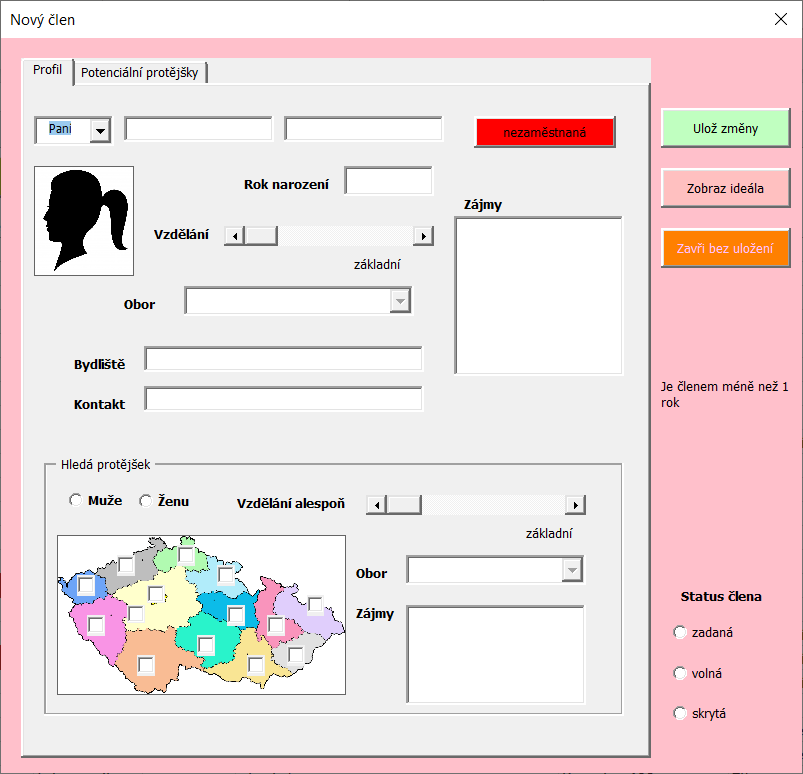 Nový člen
Profil
Potenciální protějšky
Paní
nezaměstnaná
Ulož změny
Rok narození
Zobraz ideála
Zájmy
Vzdělání
základní
Zavři bez uložení
Obor
Bydliště
Kontakt
Je členem méně než 1
rok
Hledá protějšek
Muže
Ženu
Vzdělání alespoň
základní
Obor
Zájmy
Status člena
zadaná
volná
skrytá